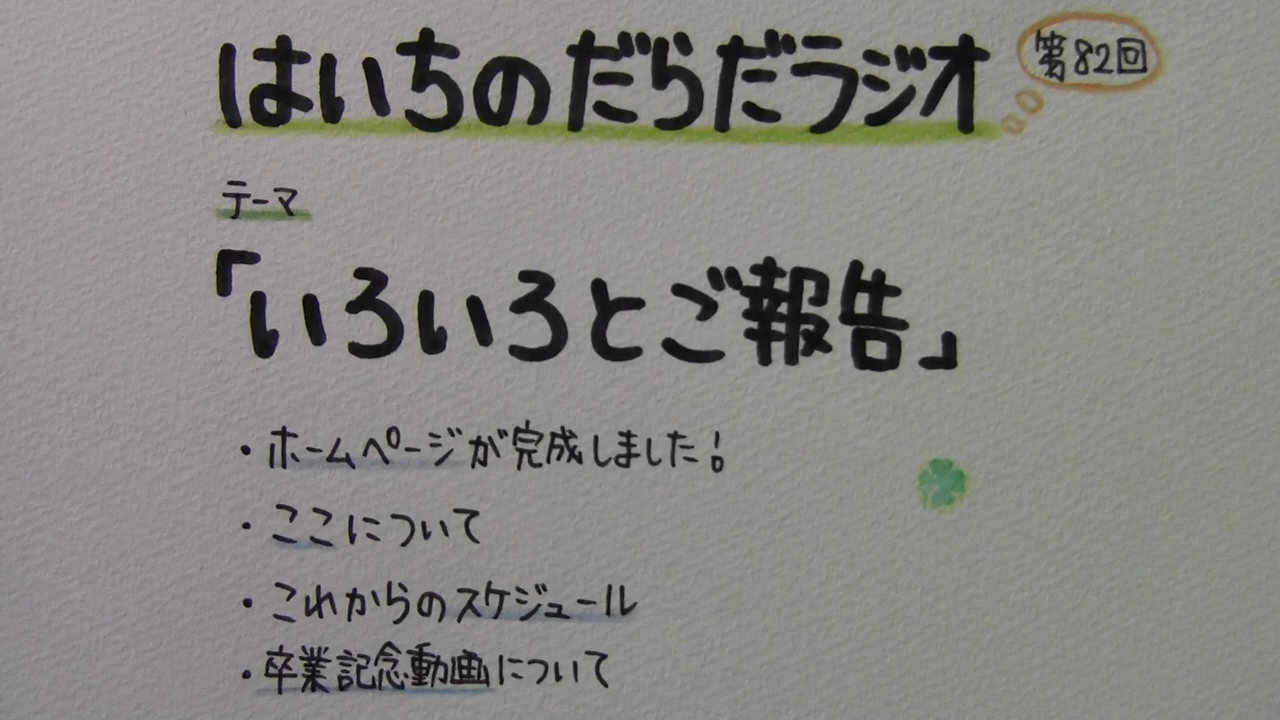 はいちのだらだラジオ 第82回
テーマ
「いろいろとご報告」
・ホームページが完成しました!
・ここについて
・これからのスケジュール
・卒業記念動画について